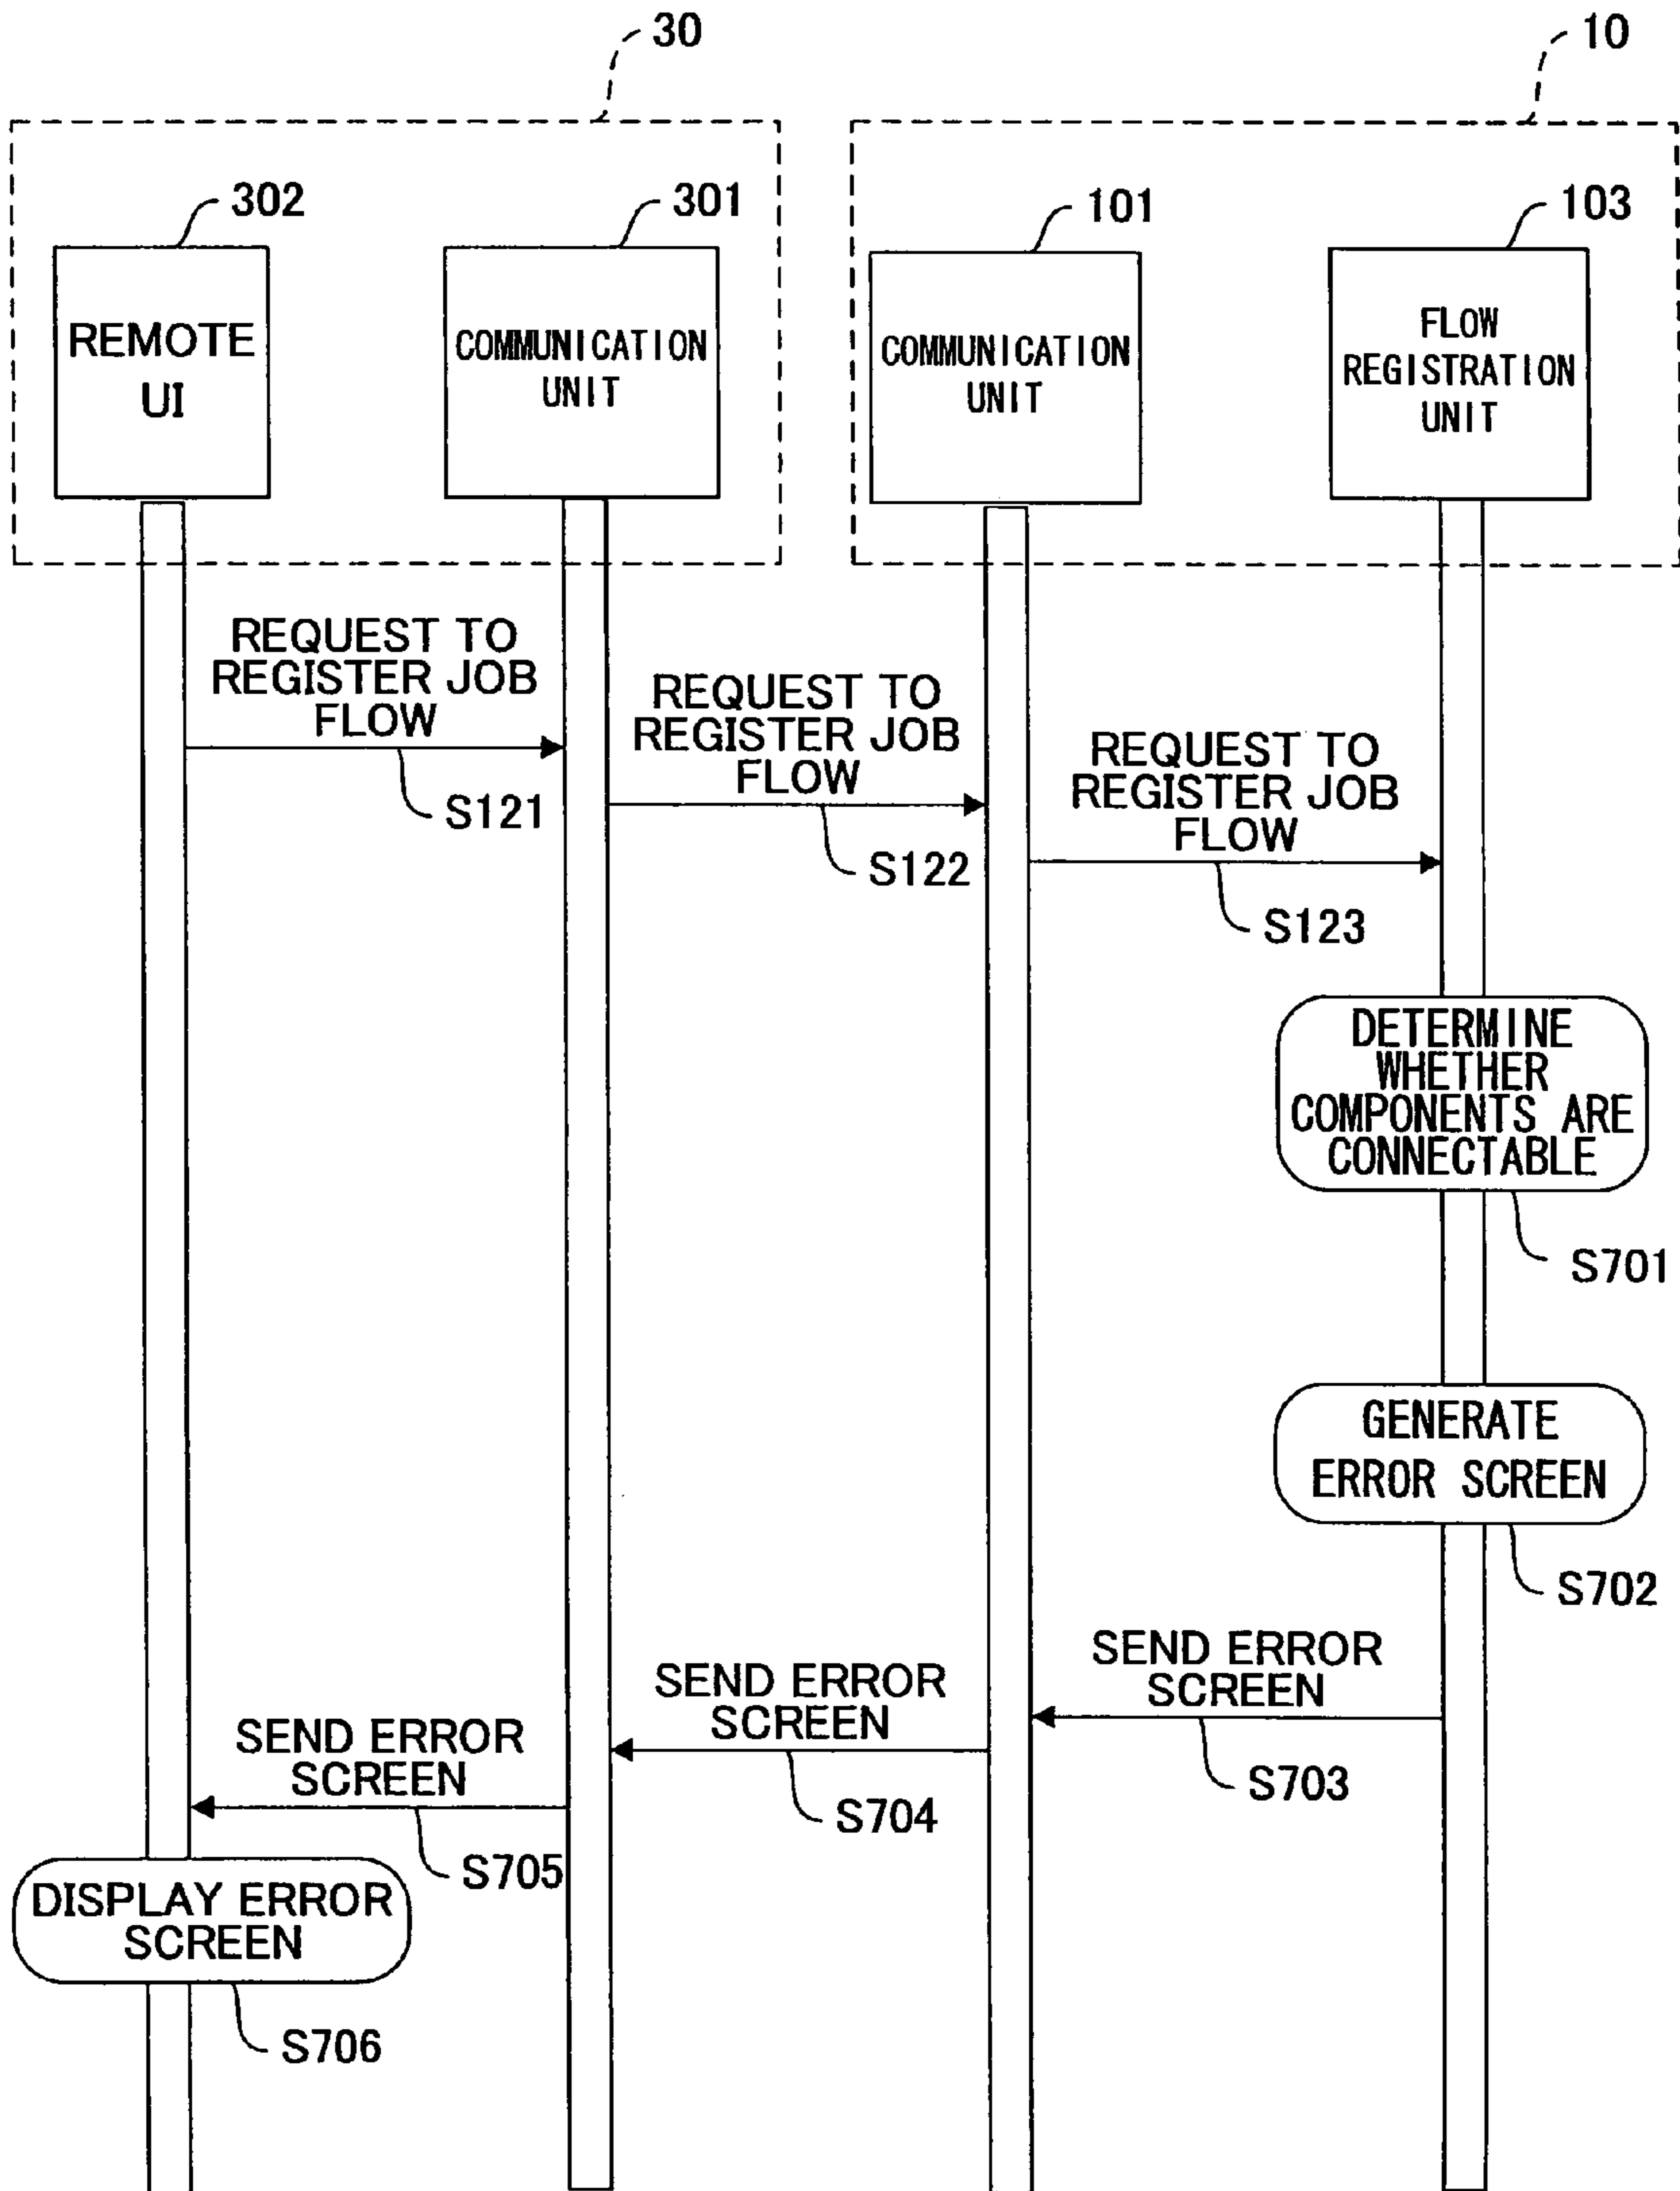 30
10
302
301
101
103
REMOTE
UI
COMMUNICATION
UNIT
COMMUNICATION
UNIT
FLOW
REGISTRATION
UNIT
REQUEST TO
REGISTER JOB
FLOW
S121
REQUEST TO
REGISTER JOB
FLOW
S122
REQUEST TO
REGISTER JOB
FLOW
S123
DETERMINE
WHETHER
COMPONENTS ARE
CONNECTABLE
S701
GENERATE
ERROR SCREEN
S702
SEND ERROR
SCREEN
S703
SEND ERROR
SCREEN
S704
SEND ERROR
SCREEN
S705
DISPLAY ERROR
SCREEN
S706